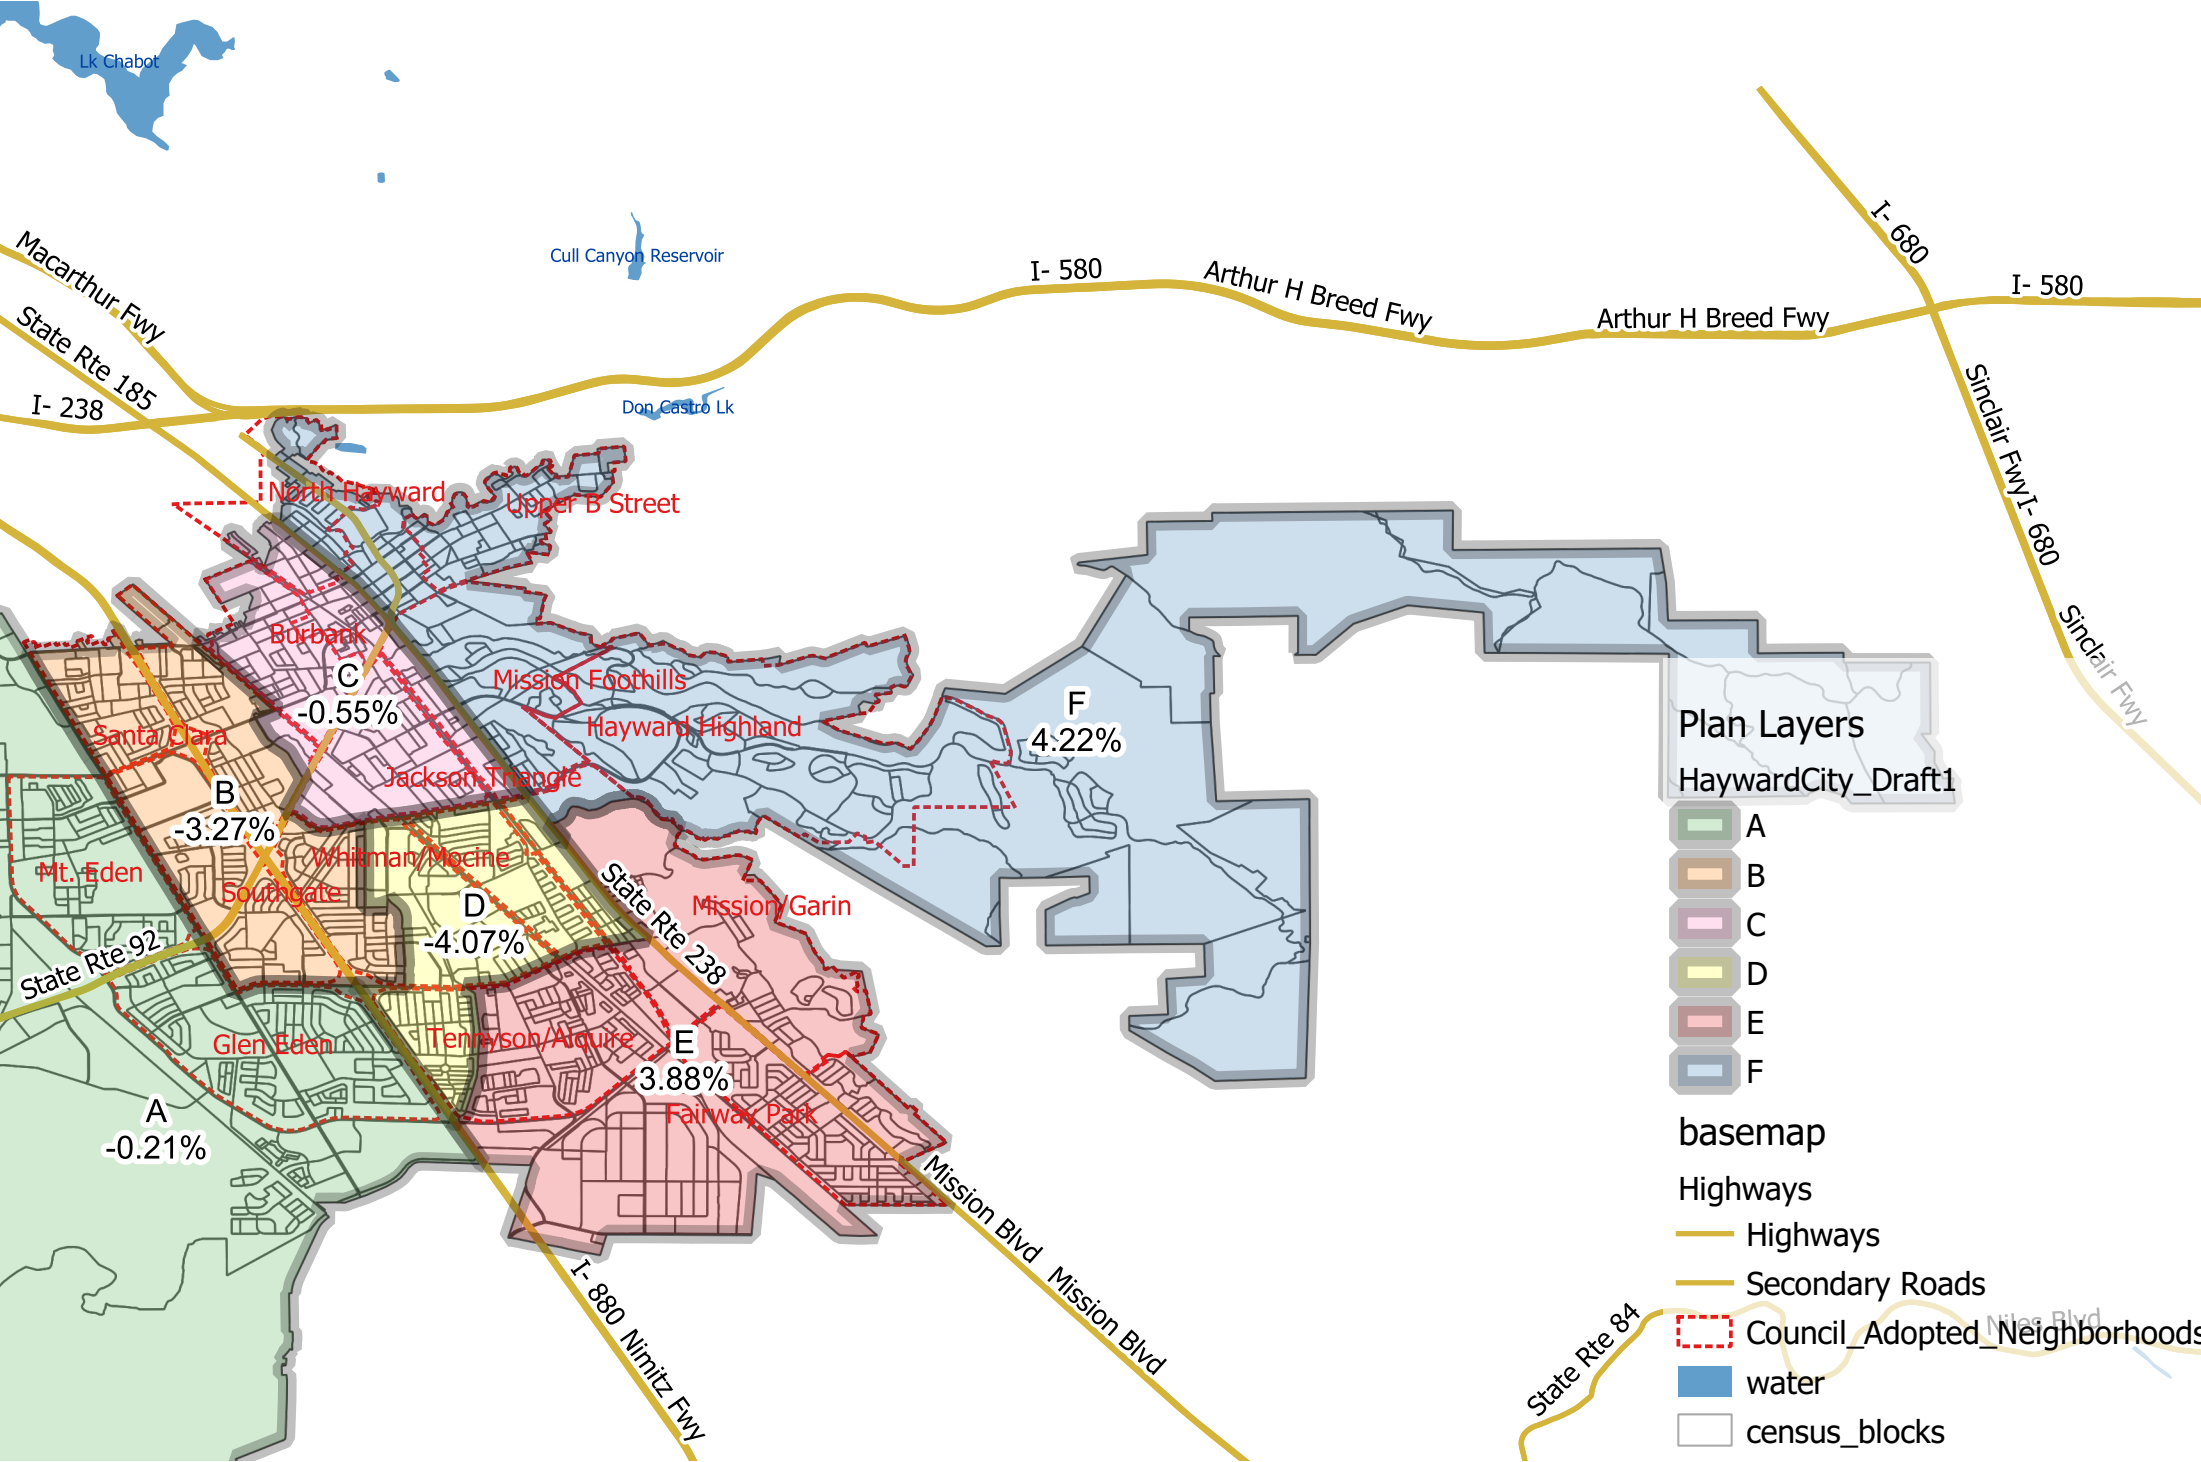 Lk Chabot
Cull Canyon Reservoir
Macarthur Fwy
State Rte 185
I- 238
I- 580
Arthur H Breed Fwy
Arthur H Breed Fwy
I- 680
I- 580
Sinclair Fwy
I- 680
Sinclair Fwy
Don Castro Lk
North Hayward
Upper B Street
Burbank
C
-0.55%
Mission Foothills
Hayward Highland
F
4.22%
Santa Clara
Jackson Triangle
B
-3.27%
Mt. Eden
Whitman/Mocine
Southgate
D
-4.07%
State Rte 238
Mission/Garin
State Rte 92
Glen Eden
Tennyson/Alquire
E
3.88%
Fairway Park
A
-0.21%
Mission Blvd
Mission Blvd
I- 880
Nimitz Fwy
State Rte 84
Niles Blvd
Plan Layers
HaywardCity_Draft1
A
B
C
D
E
F
basemap
Highways
Highways
Secondary Roads
Council_Adopted_Neighborhoods
water
census_blocks